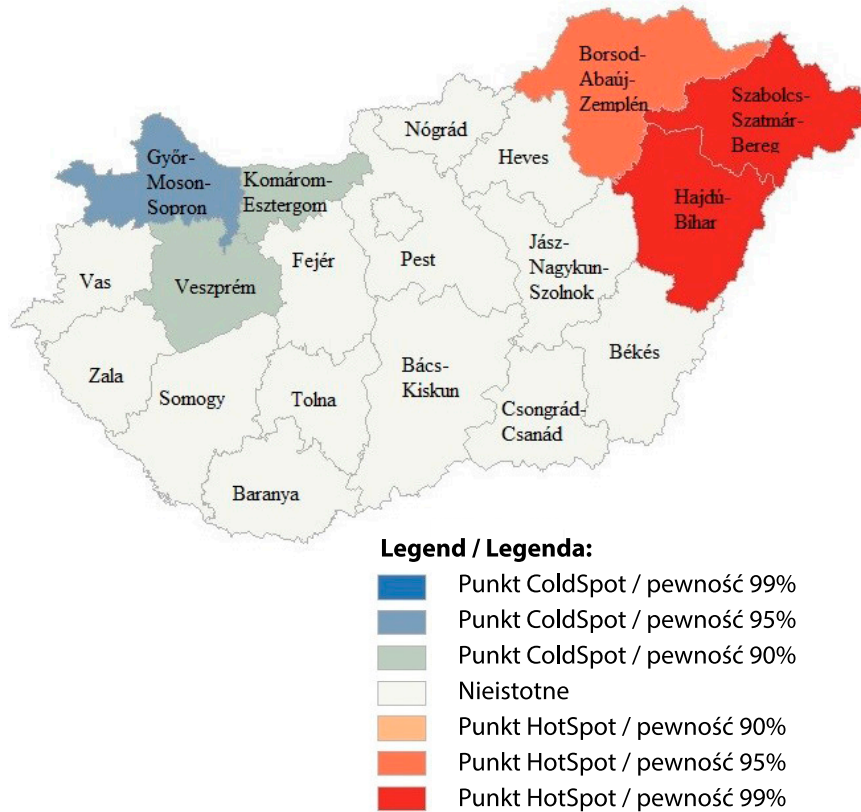 Borsod-
Abaúj-
Zemplén
Szabolcs-
Szatmár-
Bereg
Nógrád
Heves
Győr-
Moson-
Sopron
Komárom-
Esztergom
Hajdú-
Bihar
Jász-
Nagykun-
Szolnok
Fejér
Pest
Vas
Veszprém
Békés
Zala
Somogy
Tolna
Bács-
Kiskun
Csongrád-
Csanád
Baranya
Legend / Legenda:
Punkt ColdSpot / pewność 99%
Punkt ColdSpot / pewność 95%
Punkt ColdSpot / pewność 90%
Nieistotne
Punkt HotSpot / pewność 90%
Punkt HotSpot / pewność 95%
Punkt HotSpot / pewność 99%